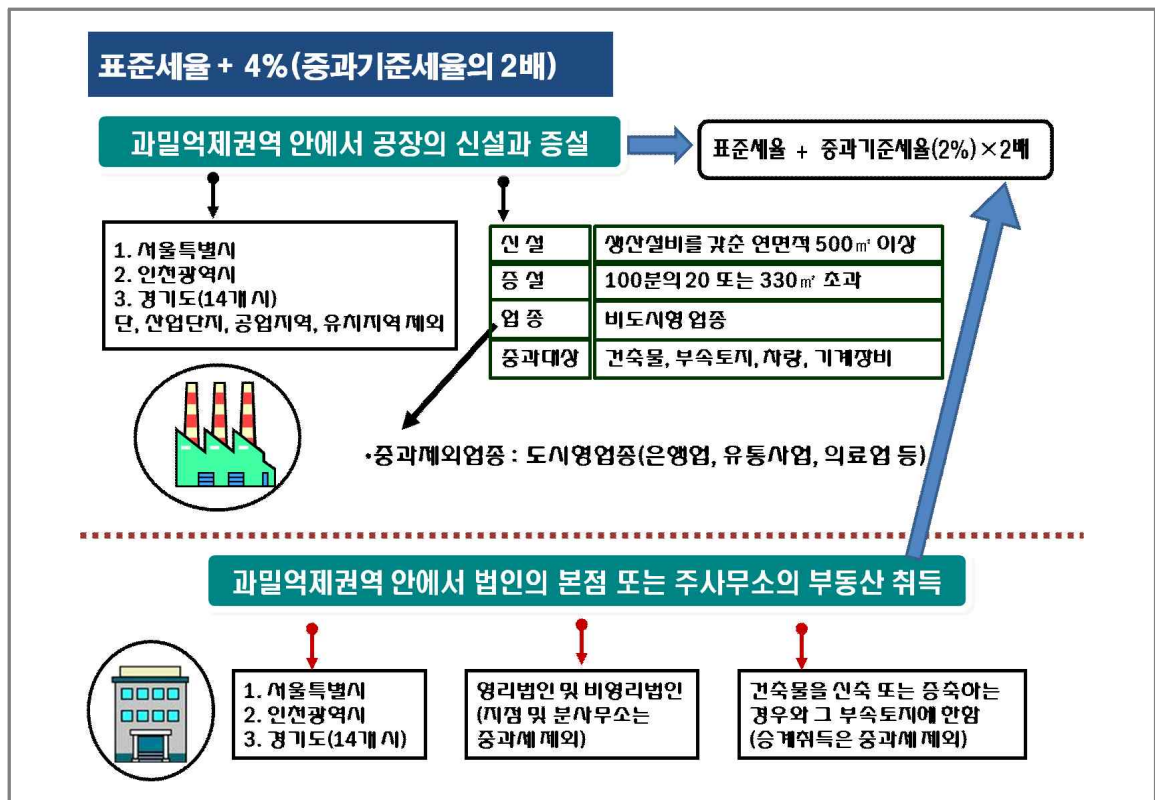 표준세율 + 4%(중과기준세율의 2배)
과밀억제권역 안에서 공장의 신설과 증설
표준세율 + 중과기준세율(2%)×2배
1. 서울특별시
2. 인천광역시
3. 경기도(14개 시)
단, 산업단지, 공업지역, 유치지역 제외
신 설 생산설비를 갖춘 연면적 500㎡ 이상
증 설 100분의 20 또는 330㎡ 초과
업 종 비도시형 업종
중과대상 건축물, 부속토지, 차량, 기계장비
•중과제외업종 : 도시형업종(은행업, 유통사업, 의료업 등)
과밀억제권역 안에서 법인의 본점 또는 주사무소의 부동산 취득
1. 서울특별시
2. 인천광역시
3. 경기도(14개 시)
영리법인 및 비영리법인
(지점 및 분사무소는
중과세 제외)
건축물을 신축 또는 증축하는
경우와 그 부속토지에 한함
(승계취득은 중과세 제외)